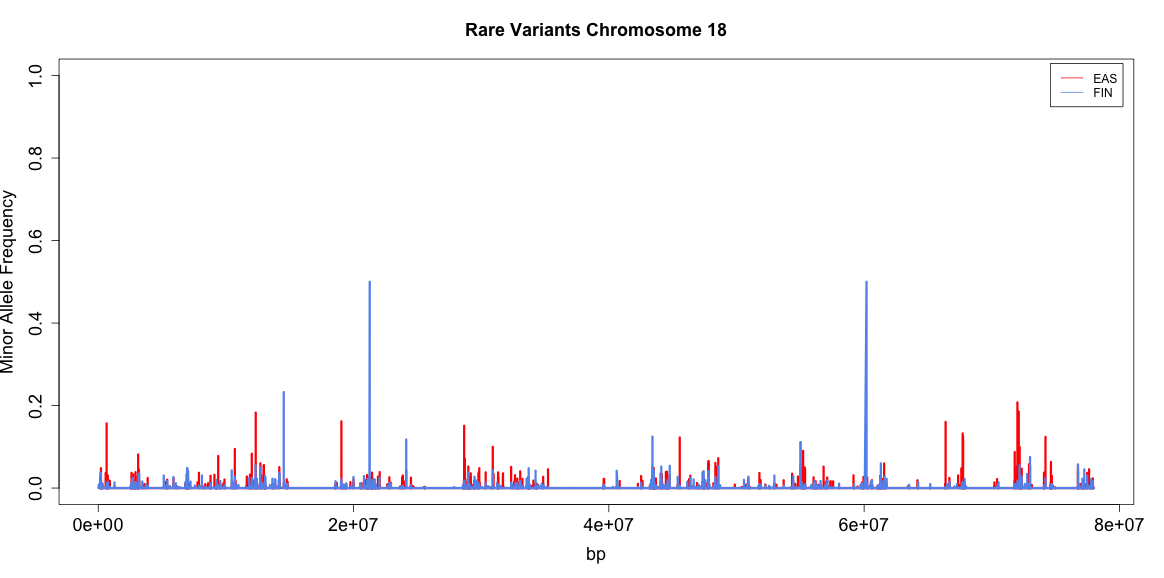 Rare Variants Chromosome 18
EAS
FIN
Minor Allele Frequency
1.0
0.8
0.6
0.4
0.2
0.0
0e+00 2e+07 4e+07 6e+07 8e+07
bp